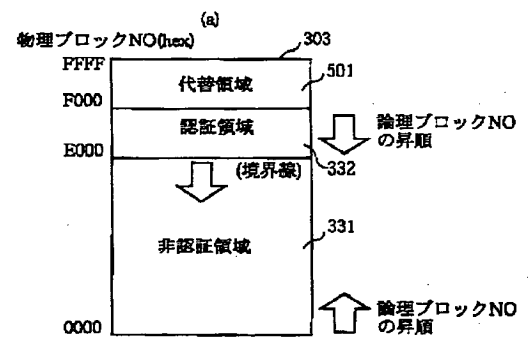 (a)
物理ブロックNO(hex)
303
FFFF
代替領域
501
F000
認証領域
論理ブロックNO
の昇順
E000
(境界線)
332
331
非認証領域
論理ブロックNO
の昇順
0000